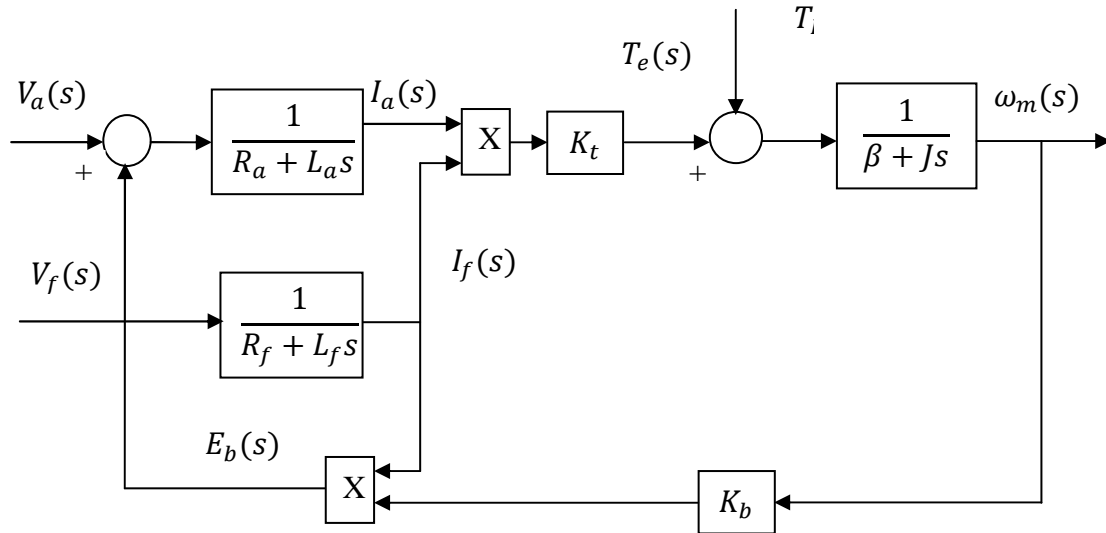 T
T_e(s)
V_a(s)
I_a(s)
ω_m(s)
1
R_a + L_a s
X
K_t
1
β + Js
+
+
V_f(s)
I_f(s)
1
R_f + L_f s
E_b(s)
X
K_b